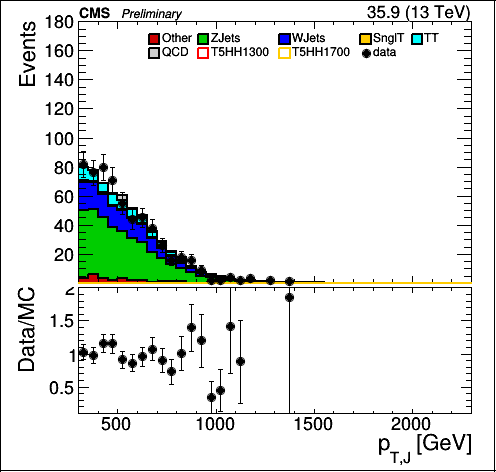 CMS Preliminary 35.9 (13 TeV)
Other ZJets WJets SnglT TT
QCD T5HH1300 T5HH1700 data
Events
180
160
140
120
100
80
60
40
20
Data/MC
2
1.5
1
0.5
500 1000 1500 2000
p_T,J [GeV]